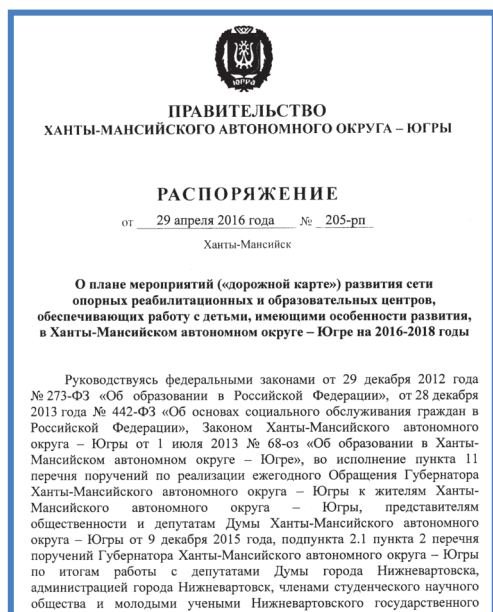 ЮГРА
ПРАВИТЕЛЬСТВО
ХАНТЫ-МАНСИЙСКОГО АВТОНОМНОГО ОКРУГА – ЮГРЫ
РАСПОРЯЖЕНИЕ
от 29 апреля 2016 года № 205-рп
Ханты-Мансийск
О плане мероприятий («дорожной карте») развития сети
опорных реабилитационных и образовательных центров,
обеспечивающих работу с детьми, имеющими особенности развития,
в Ханты-Мансийском автономном округе – Югре на 2016-2018 годы
Руководствуясь федеральными законами от 29 декабря 2012 года
№ 273-ФЗ «Об образовании в Российской Федерации», от 28 декабря
2013 года № 442-ФЗ «Об основах социального обслуживания граждан в
Российской Федерации», Законом Ханты-Мансийского автономного
округа – Югры от 1 июля 2013 № 68-оз «Об образовании в Ханты-
Мансийском автономном округе – Югре», во исполнение пункта 11
перечня поручений по реализации ежегодного Обращения Губернатора
Ханты-Мансийского автономного округа – Югры к жителям Ханты-
Мансийского автономного округа – Югры, представителям
общественности и депутатам Думы Ханты-Мансийского автономного
округа – Югры от 9 декабря 2015 года, подпункта 2.1 пункта 2 перечня
поручений Губернатора Ханты-Мансийского автономного округа – Югры
по итогам работы с депутатами Думы города Нижневартовска,
администрацией города Нижневартовск, членами студенческого научного
общества и молодыми учеными Нижневартовского государственного